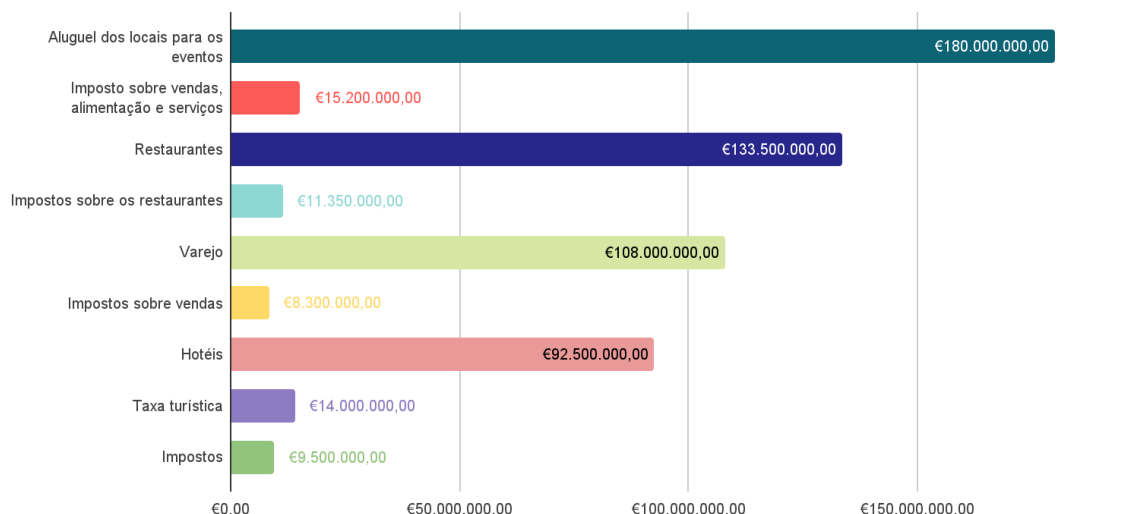 Aluguel dos locais para os
eventos
€180.000.000,00
Imposto sobre vendas,
alimentação e serviços
€15.200.000,00
Restaurantes
€133.500.000,00
Impostos sobre os restaurantes
€11.350.000,00
Varejo
€108.000.000,00
Impostos sobre vendas
€8.300.000,00
Hotéis
€92.500.000,00
Taxa turística
€14.000.000,00
Impostos
€9.500.000,00
€0,00
€50.000.000,00
€100.000.000,00
€150.000.000,00